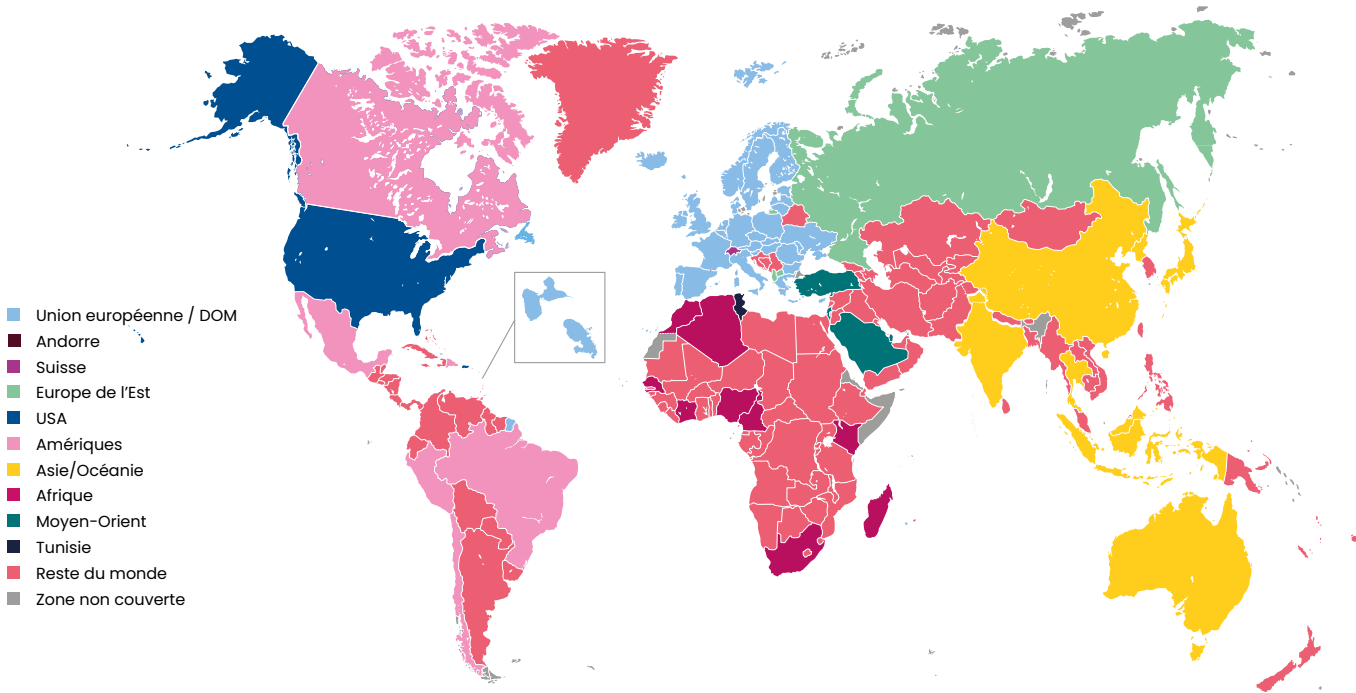 Union européenne / DOM
Andorre
Suisse
Europe de l’Est
USA
Amériques
Asie/Océanie
Afrique
Moyen-Orient
Tunisie
Reste du monde
Zone non couverte